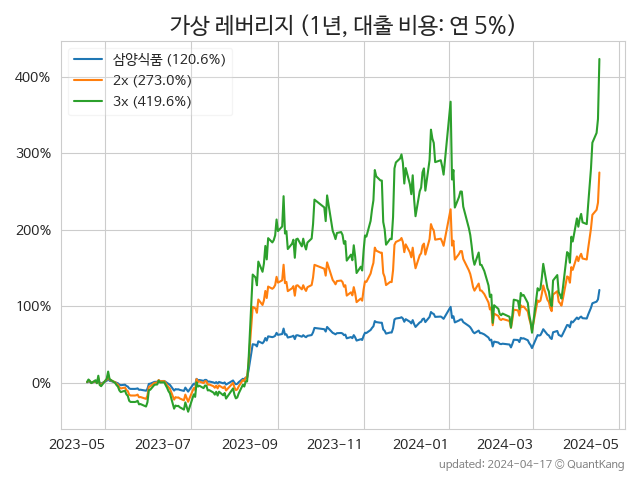 가상 레버리지 (1년, 대출 비용: 연 5%)
삼양식품 (120.6%)
2x (273.0%)
3x (419.6%)
400%
300%
200%
100%
0%
2023-05 2023-07 2023-09 2023-11 2024-01 2024-03 2024-05
updated: 2024-04-17 © QuantKang